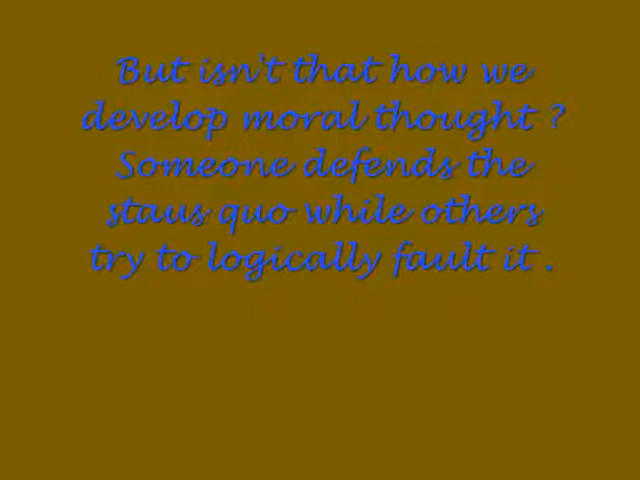 But isn't that how we
develop moral thought ?
Someone defends the
staus quo while others
try to logically fault it .